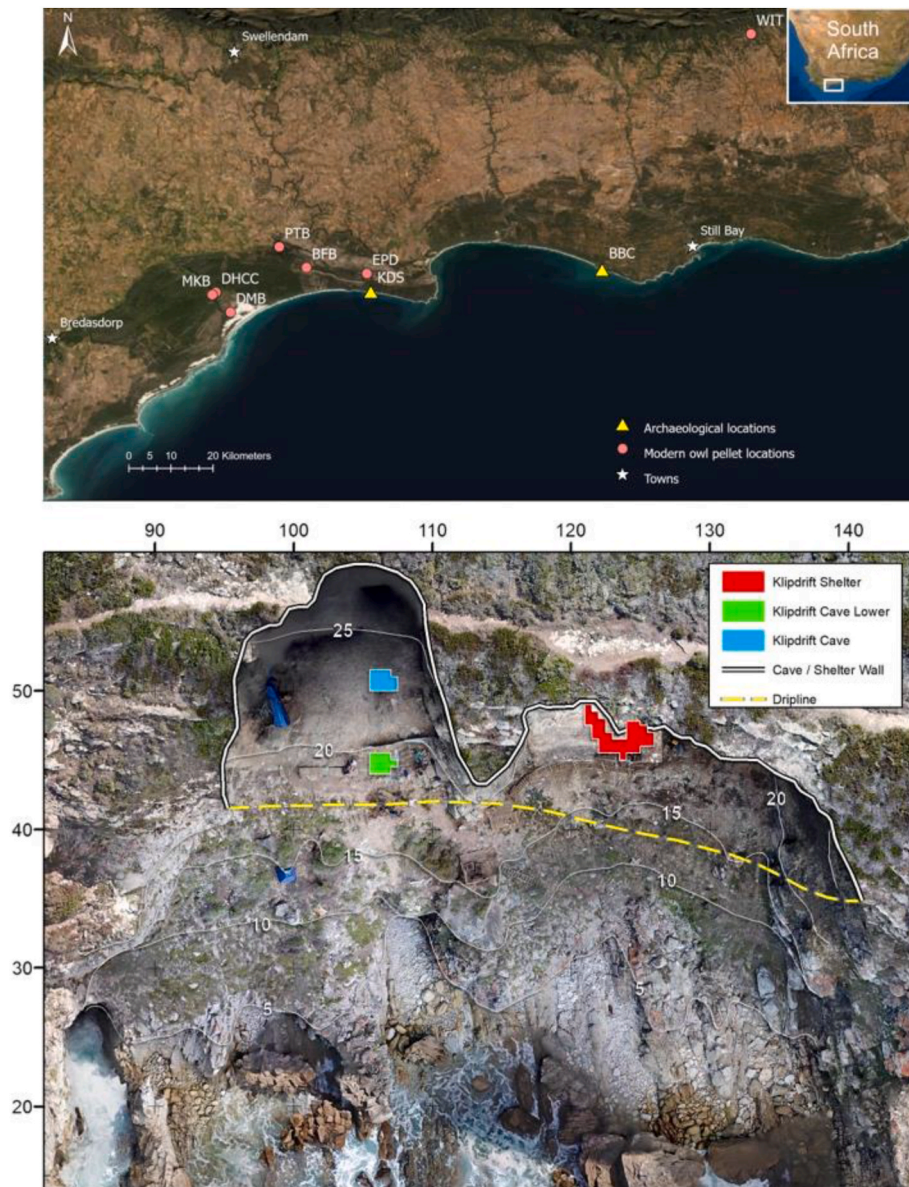 N
Swellendam
WIT
South
Africa
PTB
BFB
EPD
KDS
MKB
DHCC
DMB
BBC
Still Bay
Bredasdorp
Archaeological locations
Modern owl pellet locations
Towns
0 5 10 20 Kilometers
90 100 110 120 130 140
Klipdrift Shelter
Klipdrift Cave Lower
Klipdrift Cave
Cave / Shelter Wall
Dripline
25
50
20
20
40
15
15
10
10
30
5
5
20